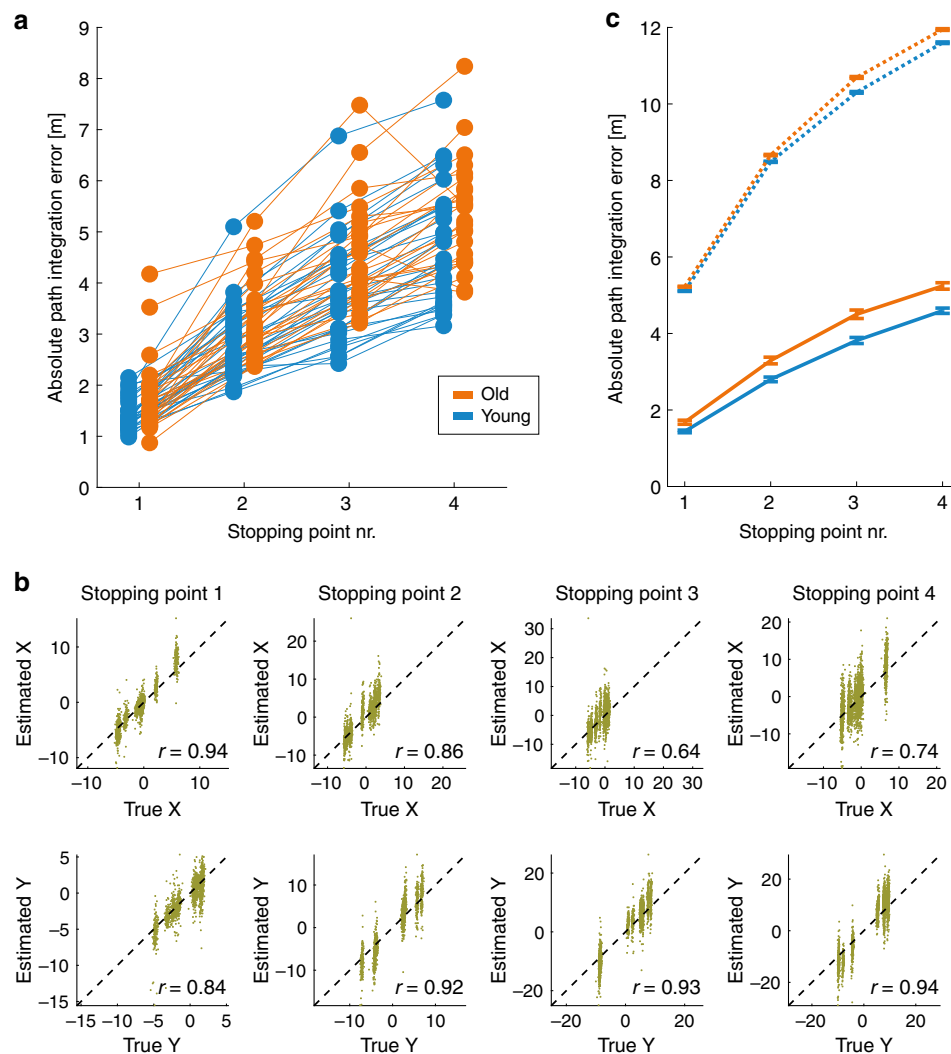 a
9
8
7
6
5
4
3
2
1
0
Absolute path integration error [m]
1 2 3 4
Stopping point nr.
Old
Young
c
12
10
8
6
4
2
0
Absolute path integration error [m]
1 2 3 4
Stopping point nr.
b
Stopping point 1
Estimated X
10
0
−10
r = 0.94
−10 0 10
True X
Stopping point 2
Estimated X
20
10
0
−10
r = 0.86
−10 0 10 20
True X
Stopping point 3
Estimated X
30
20
10
0
−10
r = 0.64
−10 0 10 20 30
True X
Stopping point 4
Estimated X
20
10
0
−10
r = 0.74
−10 0 10 20
True X
Estimated Y
5
0
−5
−10
−15
r = 0.84
−15 −10 −5 0 5
True Y
Estimated Y
10
0
−10
r = 0.92
−10 0 10
True Y
Estimated Y
20
0
−20
r = 0.93
−20 0 20
True Y
Estimated Y
20
0
−20
r = 0.94
−20 0 20
True Y